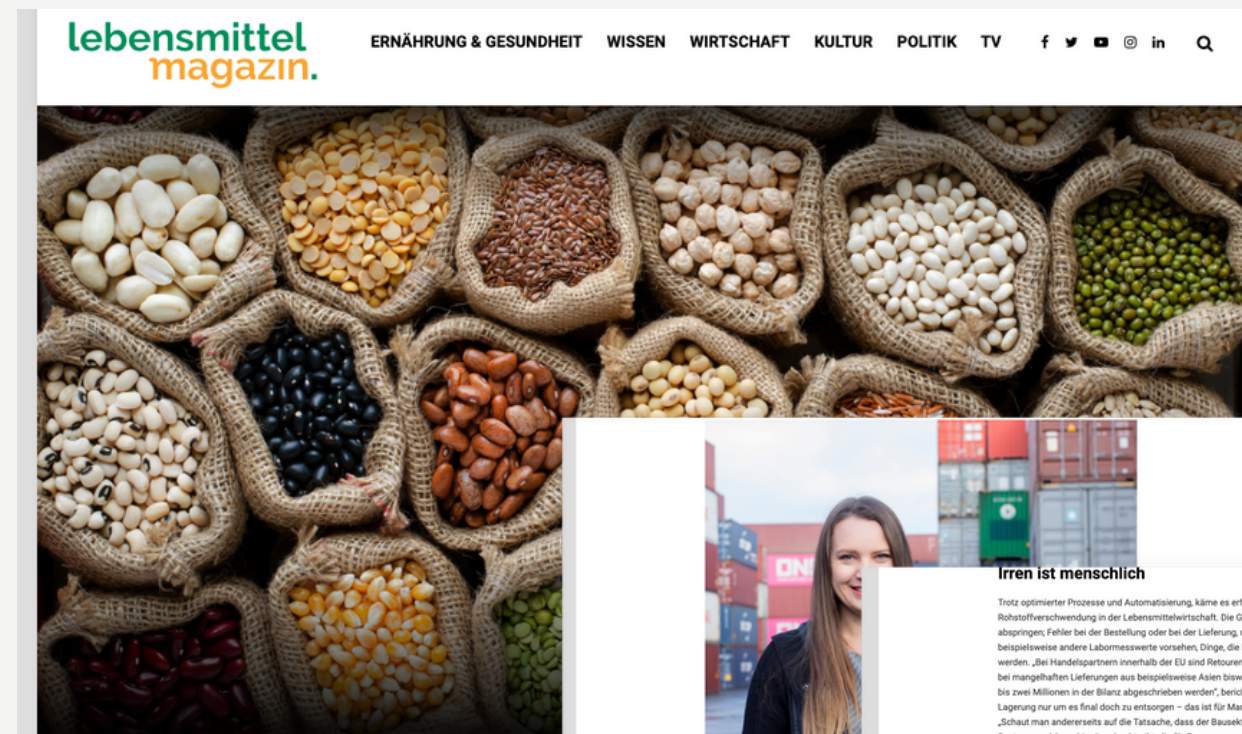 lebensmittel
magazin.
ERNÄHRUNG & GESUNDHEIT WISSEN WIRTSCHAFT KULTUR POLITIK TV
Irren ist menschlich
Trotz optimierter Prozesse und Automatisierung, käme es erf
Rohstoffverschwendung in der Lebensmittelwirtschaft. Die G
abspringen; Fehler bei der Bestellung oder bei der Lieferung,
beispielsweise andere Labormesswerte vorsehen, Dinge, die
werden. „Bei Handelspartnern innerhalb der EU sind Retouren
bei mangelhaften Lieferungen aus beispielsweise Asien bisw
bis zwei Millionen in der Bilanz abgeschrieben werden“, beric
Lagerung nur um es final doch zu entsorgen – das ist für Mar
„Schaut man andererseits auf die Tatsache, dass der Bausekt